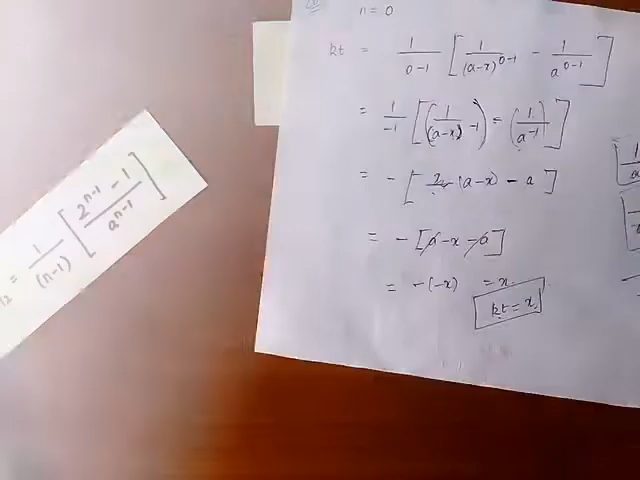 n = 0
kt = 1/(0-1) [ 1/(a-x)^(0-1) - 1/a^(0-1) ]
= 1/-1 [ ( 1/(a-x)^-1 ) - ( 1/a^-1 ) ]
= - [ (a-x) - a ]
= - [ a - x - a ]
= - (-x) = x
kt = x
= 1/(n-1) [ (2^(n-1) - 1)/a^(n-1) ]